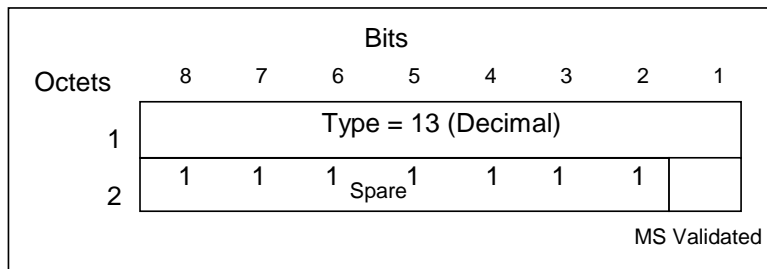 Bits
Octets 8 7 6 5 4 3 2 1
1 Type = 13 (Decimal)
2 1 1 1 1 1 1 1
Spare
MS Validated